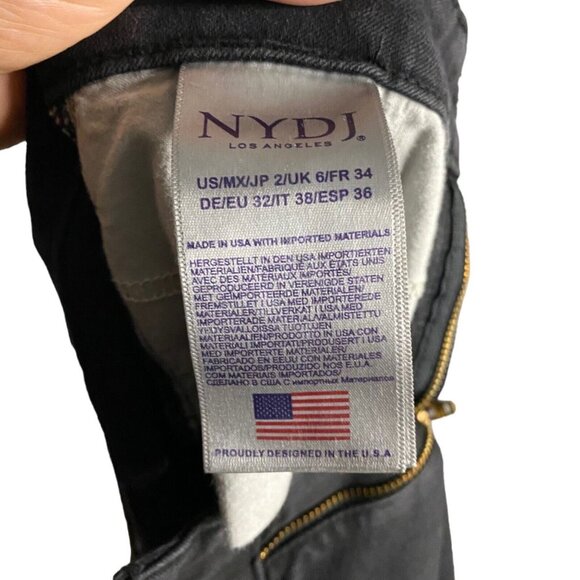 NYDJ®
LOS ANGELES
US/MX/JP 2/UK 6/FR 34
DE/EU 32/IT 38/ESP 36
MADE IN USA WITH IMPORTED MATERIALS
HERGESTELLT IN DEN USA IMPORTIERTEN
MATERIALIEN/FABRIQUÉ AUX ÉTATS UNIS
AVEC DES MATÉRIAUX IMPORTÉS/
GEPRODUCEERD IN VERENIGDE STATEN
MET GEÏMPORTEERDE MATERIALEN/
FREMSTILLET I USA MED IMPORTEREDE
MATERIALER/TILLVERKAT I USA MED
IMPORTERADE MATERIAL/VALMISTETTU
YHDYSVALLOISSA TUOTUJEN
MATERIAALIEN/PRODOTTO IN USA CON
MATERIALI IMPORTATI/PRODUSERT I USA
MED IMPORTERTE MATERIALER/
FABRICADO EN EEUU CON MATERIALES
IMPORTADOS/PRODUZIDO NOS E.U.A.
COM MATERIAIS IMPORTADOS/
СДЕЛАНО В США С импортных Материалов
PROUDLY DESIGNED IN THE U.S.A